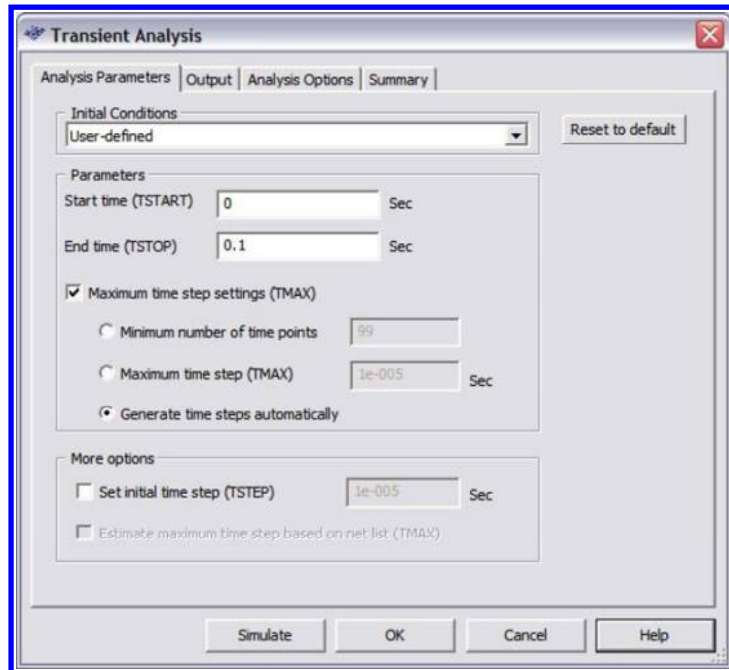 Transient Analysis
Analysis Parameters Output Analysis Options Summary
Initial Conditions
User-defined
Reset to default
Parameters
Start time (TSTART) 0 Sec
End time (TSTOP) 0.1 Sec
Maximum time step settings (TMAX)
Minimum number of time points 99
Maximum time step (TMAX) 1e-005 Sec
Generate time steps automatically
More options
Set initial time step (TSTEP) 1e-005 Sec
Estimate maximum time step based on net list (TMAX)
Simulate OK Cancel Help